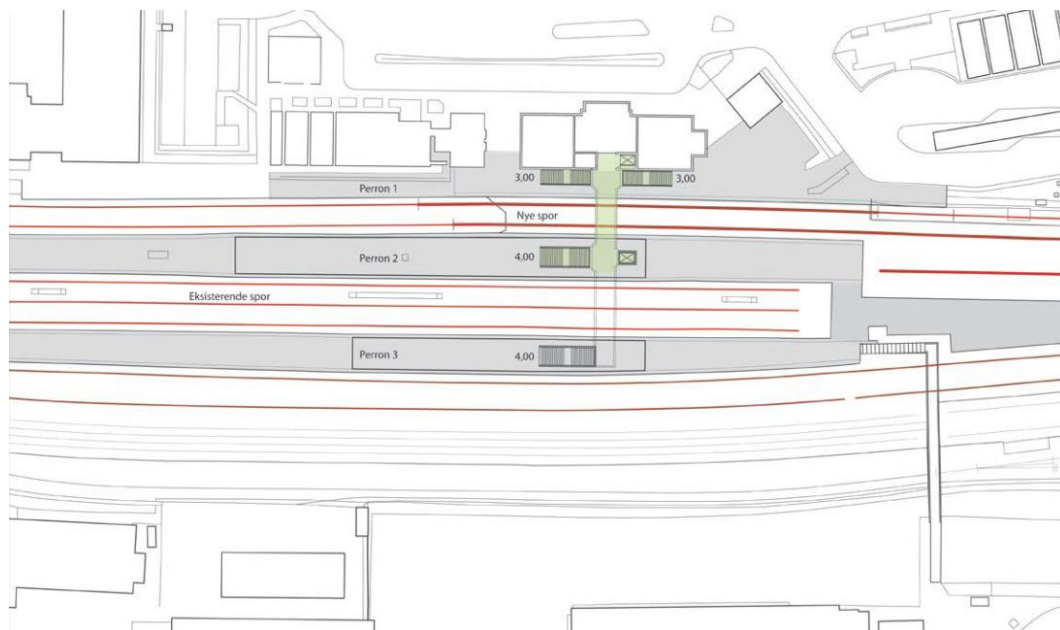 3,00
3,00
Perron 1
Nye spor
Perron 2
4,00
Eksisterende spor
Perron 3
4,00